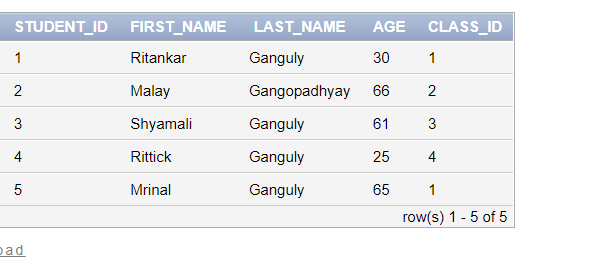 STUDENT_ID FIRST_NAME LAST_NAME AGE CLASS_ID
1 Ritankar Ganguly 30 1
2 Malay Gangopadhyay 66 2
3 Shyamali Ganguly 61 3
4 Rittick Ganguly 25 4
5 Mrinal Ganguly 65 1
row(s) 1 - 5 of 5
oad